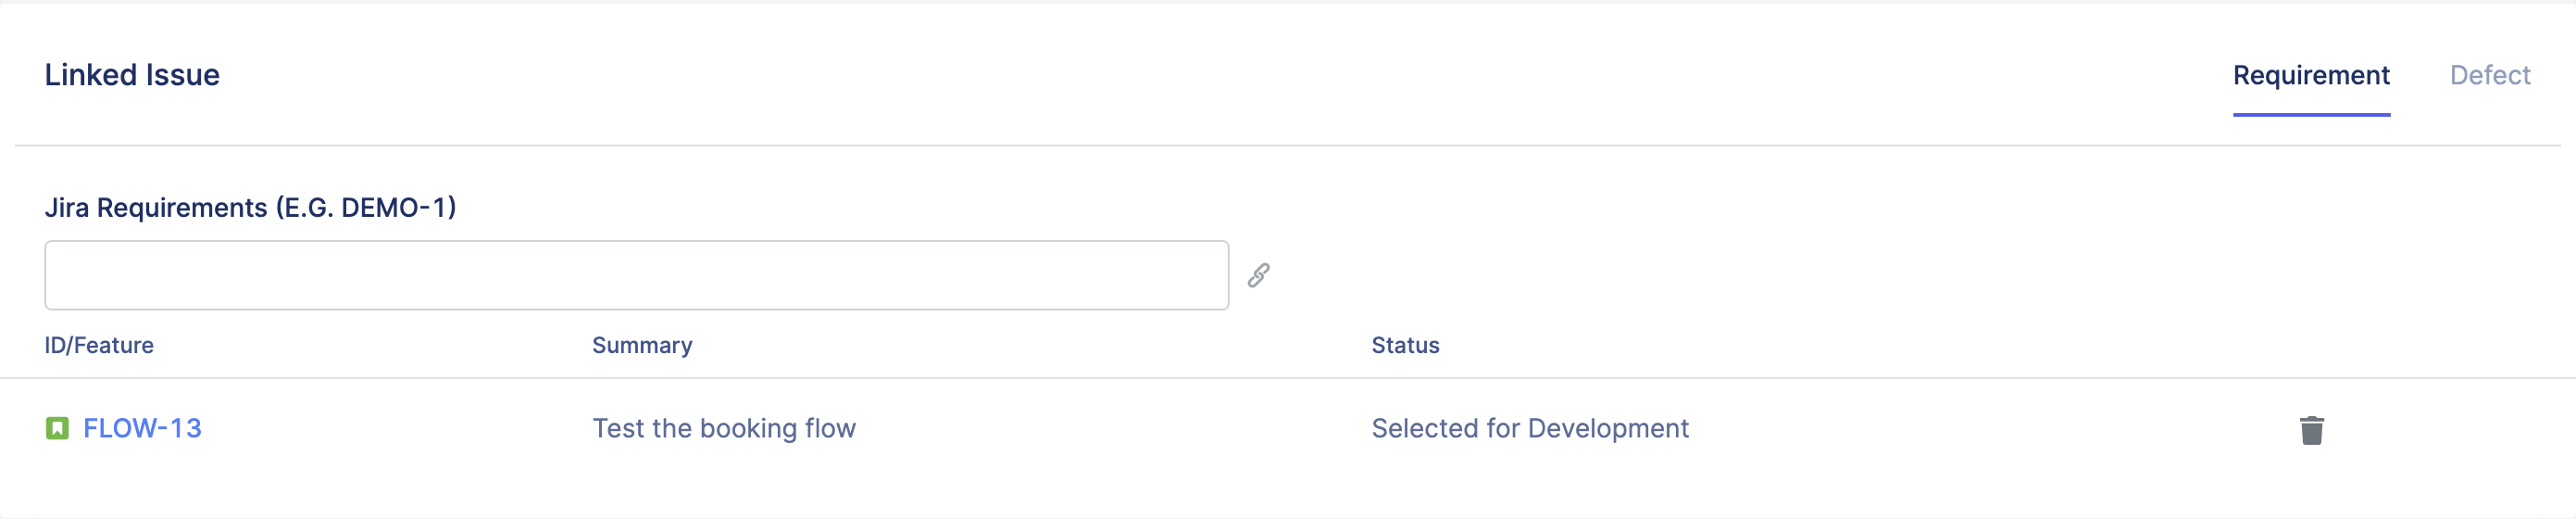 Linked Issue
Requirement
Defect
Jira Requirements (E.G. DEMO-1)
ID/Feature
Summary
Status
FLOW-13
Test the booking flow
Selected for Development